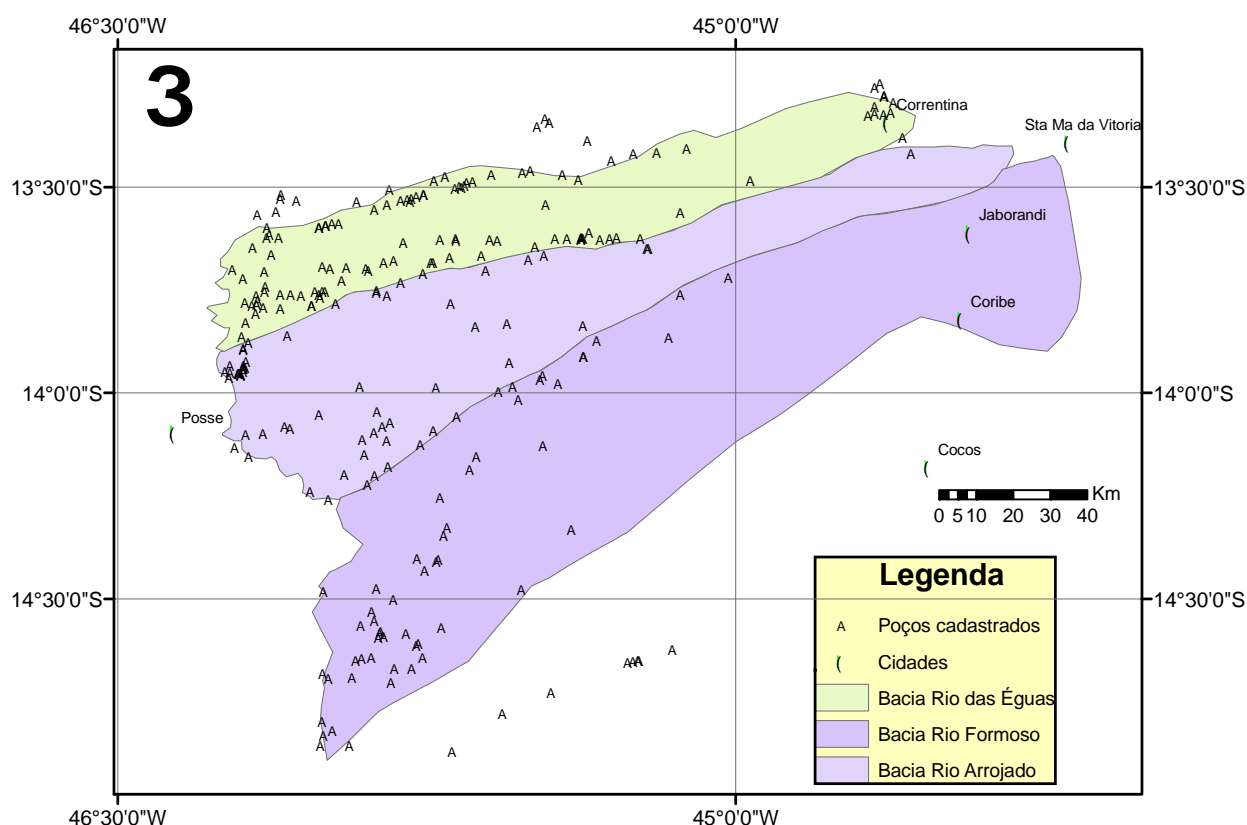 46°30'0"W 45°0'0"W
3
Correntina
Sta Ma da Vitoria
13°30'0"S 13°30'0"S
Jaborandi
Coribe
14°0'0"S 14°0'0"S
Posse
Cocos
Km
0 5 10 20 30 40
Legenda
A Poços cadastrados
( Cidades
Bacia Rio das Éguas
Bacia Rio Formoso
Bacia Rio Arrojado
14°30'0"S 14°30'0"S
46°30'0"W 45°0'0"W